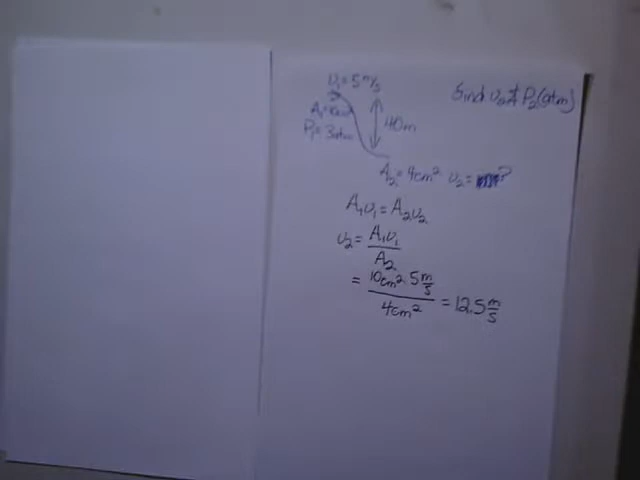 v₁ = 5 m/s
Find v₂ & P₂ (atm)
A₁ = 10cm²
P₁ = 3atm
40m
A₂ = 4cm² v₂ = ?
A₁v₁ = A₂v₂
v₂ = A₁v₁
A₂
= 10cm² · 5 m/s
4cm²
= 12.5 m/s